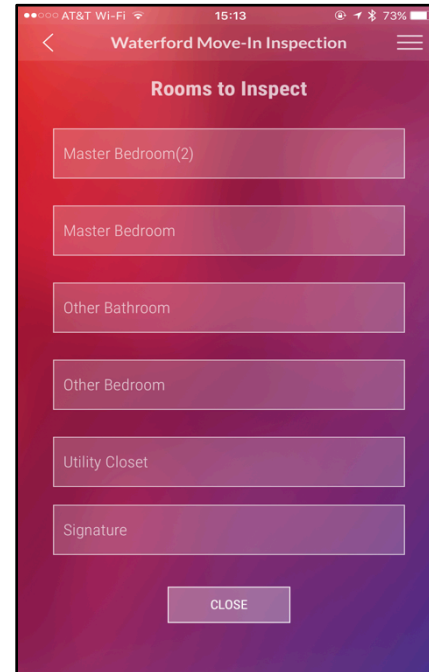 AT&T Wi-Fi 15:13 73%
Waterford Move-In Inspection
Rooms to Inspect
Master Bedroom(2)
Master Bedroom
Other Bathroom
Other Bedroom
Utility Closet
Signature
CLOSE